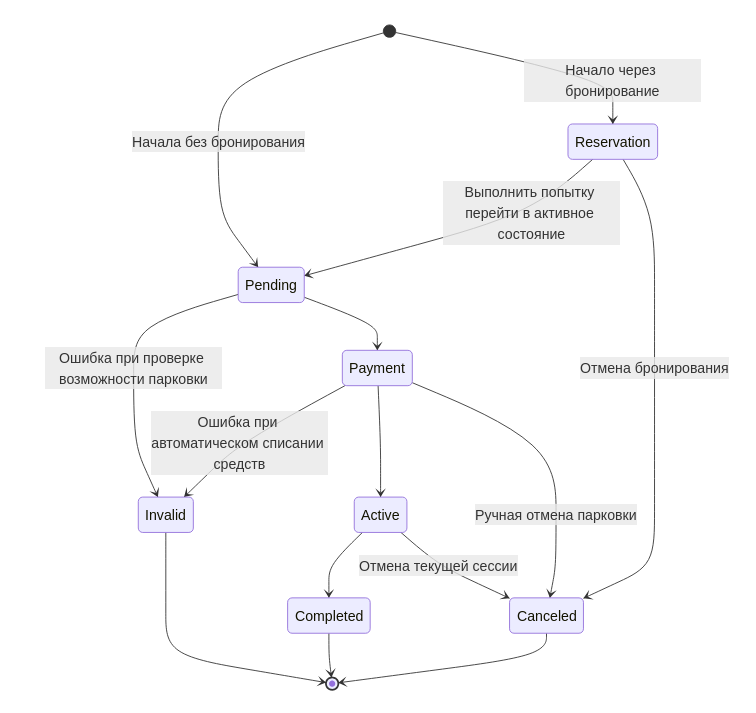 Начало через
бронирование
Начала без бронирования
Reservation
Выполнить попытку
перейти в активное
состояние
Pending
Ошибка при проверке
возможности парковки
Payment
Отмена бронирования
Ошибка при
автоматическом списании
средств
Invalid
Active
Ручная отмена парковки
Отмена текущей сессии
Completed
Canceled